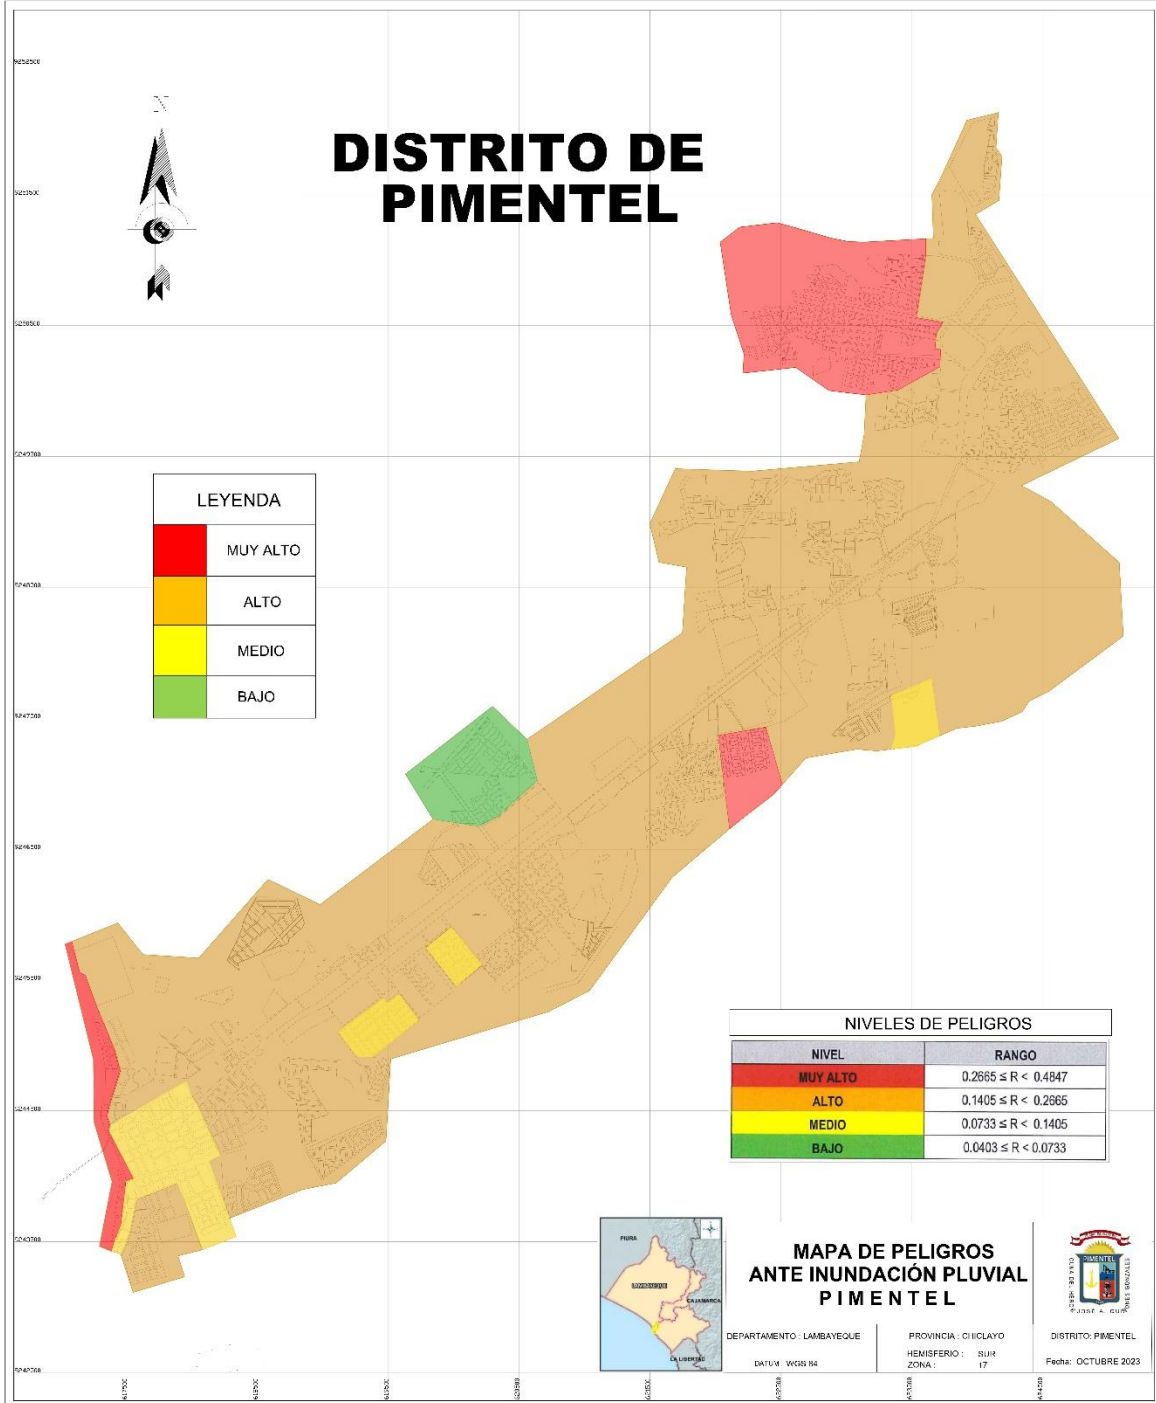 DISTRITO DE
PIMENTEL
LEYENDA
MUY ALTO
ALTO
MEDIO
BAJO
NIVELES DE PELIGROS
NIVEL RANGO
MUY ALTO 0.2665 ≤ R < 0.4847
ALTO 0.1405 ≤ R < 0.2665
MEDIO 0.0733 ≤ R < 0.1405
BAJO 0.0403 ≤ R < 0.0733
PIURA
LAMBAYEQUE
CAJAMARCA
LA LIBERTAD
MAPA DE PELIGROS
ANTE INUNDACIÓN PLUVIAL
PIMENTEL
DEPARTAMENTO : LAMBAYEQUE
DATUM WGS 84
PROVINCIA : CHICLAYO
HEMISFERIO : SUR
ZONA : 17
PIMENTEL
DISTRITO: PIMENTEL
Fecha: OCTUBRE 2023